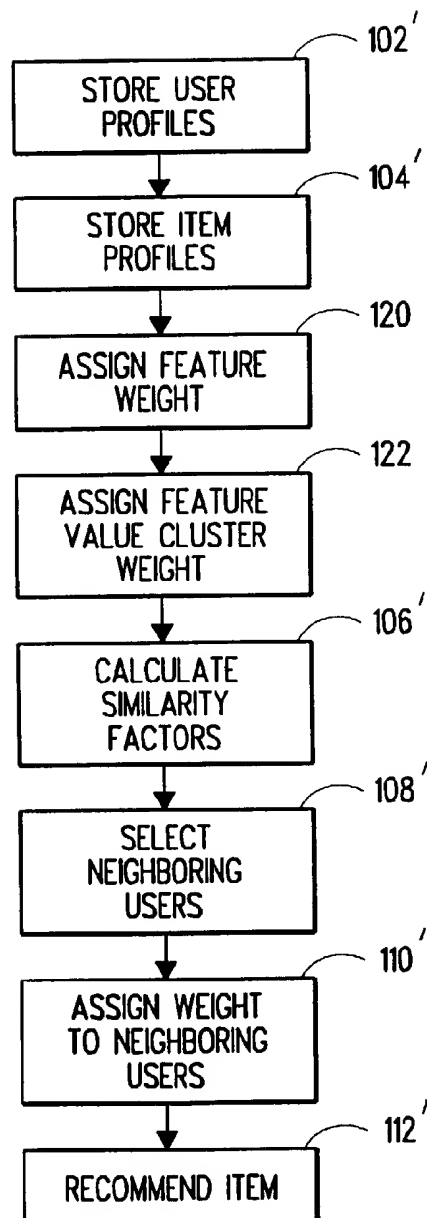 102'
STORE USER
PROFILES
104'
STORE ITEM
PROFILES
120
ASSIGN FEATURE
WEIGHT
122
ASSIGN FEATURE
VALUE CLUSTER
WEIGHT
106'
CALCULATE
SIMILARITY
FACTORS
108'
SELECT
NEIGHBORING
USERS
110'
ASSIGN WEIGHT
TO NEIGHBORING
USERS
112'
RECOMMEND ITEM